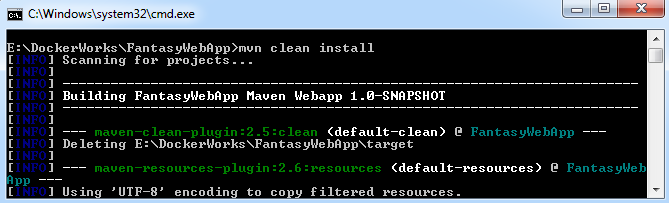 C:\Windows\system32\cmd.exe
E:\DockerWorks\FantasyWebApp>mvn clean install
[INFO] Scanning for projects...
[INFO]
[INFO] ------------------------------------------------------------------------
[INFO] Building FantasyWebApp Maven Webapp 1.0-SNAPSHOT
[INFO] ------------------------------------------------------------------------
[INFO]
[INFO] --- maven-clean-plugin:2.5:clean (default-clean) @ FantasyWebApp ---
[INFO] Deleting E:\DockerWorks\FantasyWebApp\target
[INFO]
[INFO] --- maven-resources-plugin:2.6:resources (default-resources) @ FantasyWeb
App ---
[INFO] Using 'UTF-8' encoding to copy filtered resources.